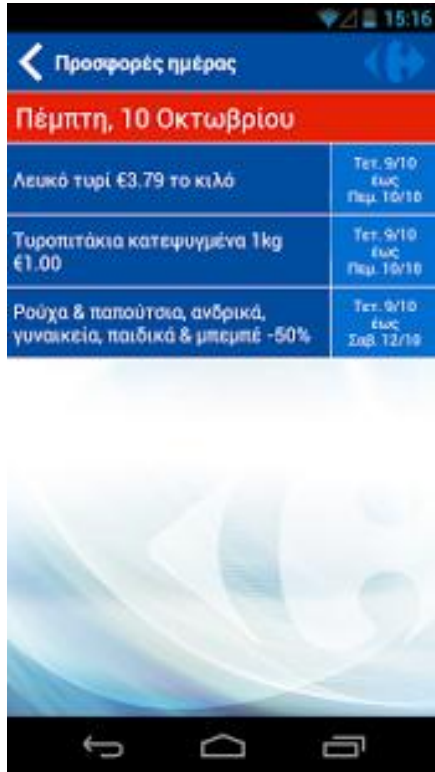 15:16
Προσφορές ημέρας
Πέμπτη, 10 Οκτωβρίου
Λευκό τυρί €3.79 το κιλό
Τετ. 9/10
έως
Πεμ. 10/10
Τυροπιτάκια κατεψυγμένα 1kg
€1.00
Τετ. 9/10
έως
Πεμ. 10/10
Ρούχα & παπούτσια, ανδρικά,
γυναικεία, παιδικά & μπεμπέ -50%
Τετ. 9/10
έως
Σαβ. 12/10